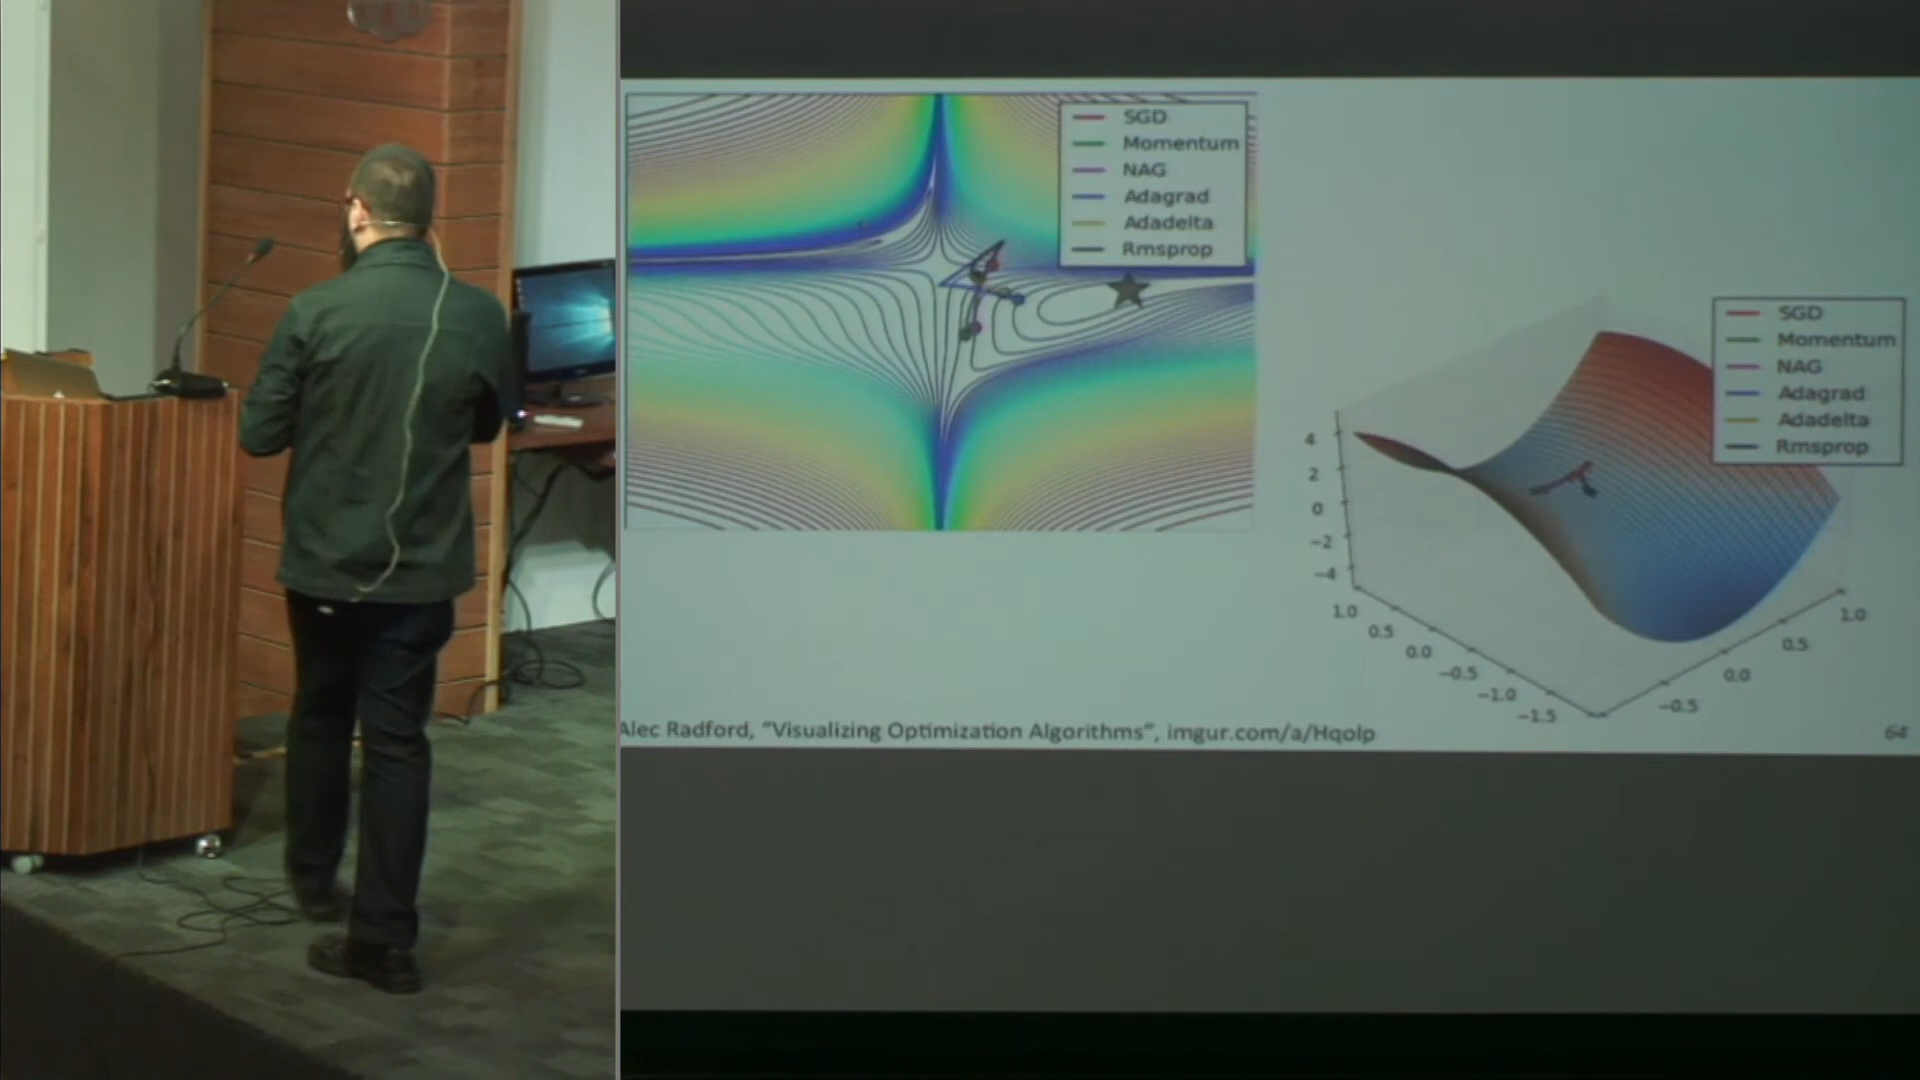 SGD
Momentum
NAG
Adagrad
Adadelta
Rmsprop
SGD
Momentum
NAG
Adagrad
Adadelta
Rmsprop
4
2
0
−2
−4
1.0
0.5
0.0
−0.5
−1.0
−1.5
−0.5
0.0
0.5
1.0
Alec Radford, “Visualizing Optimization Algorithms”, imgur.com/a/Hqolp
64